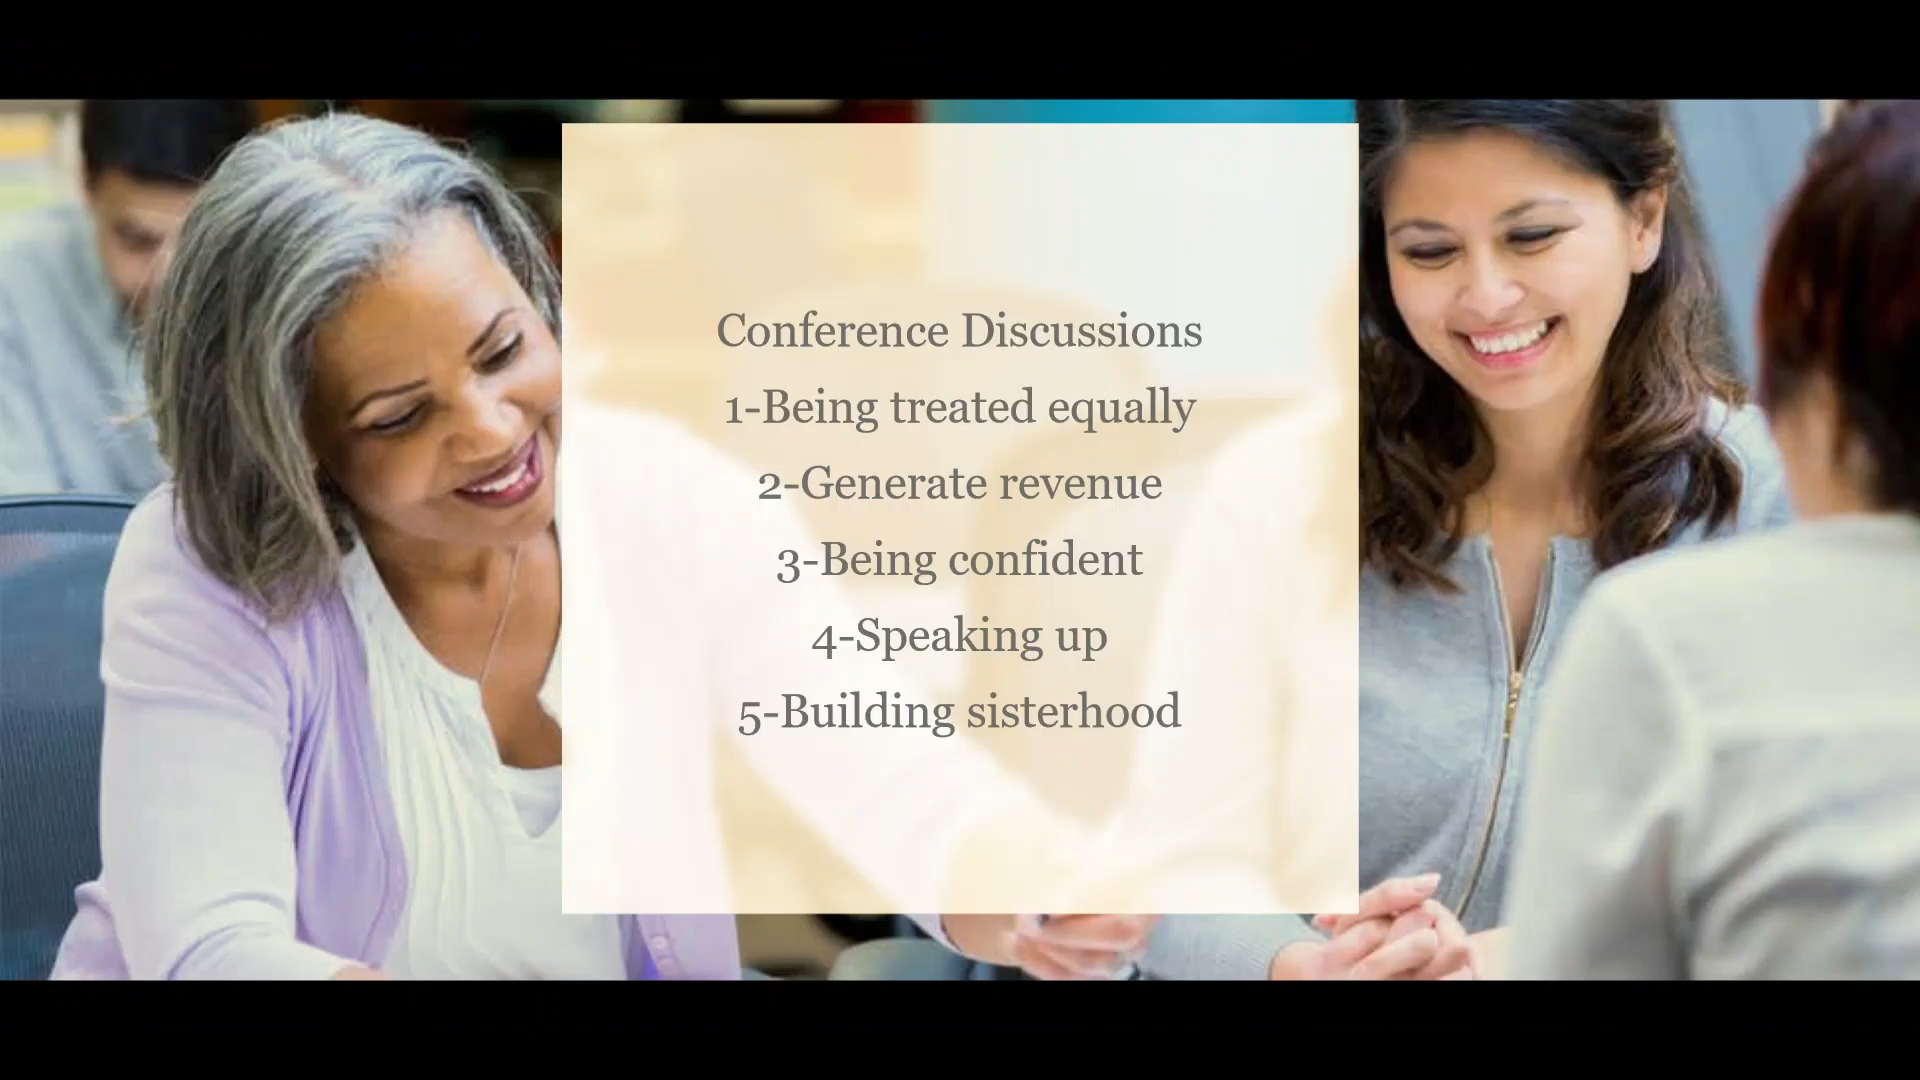 Conference Discussions
1-Being treated equally
2-Generate revenue
3-Being confident
4-Speaking up
5-Building sisterhood